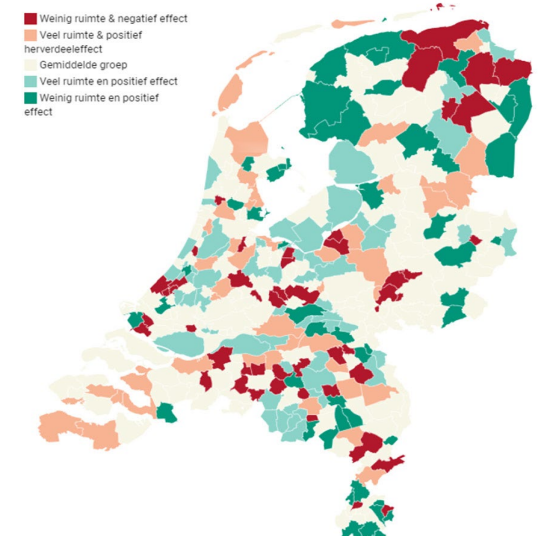 Weinig ruimte & negatief effect
Veel ruimte & positief
herverdeeleffect
Gemiddelde groep
Veel ruimte en positief effect
Weinig ruimte en positief
effect